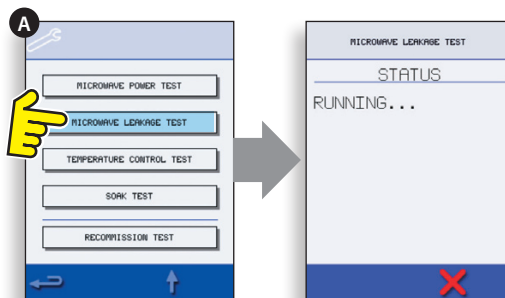 A
MICROWAVE POWER TEST
MICROWAVE LEAKAGE TEST
TEMPERATURE CONTROL TEST
SOAK TEST
RECOMMISSION TEST
MICROWAVE LEAKAGE TEST
STATUS
RUNNING...